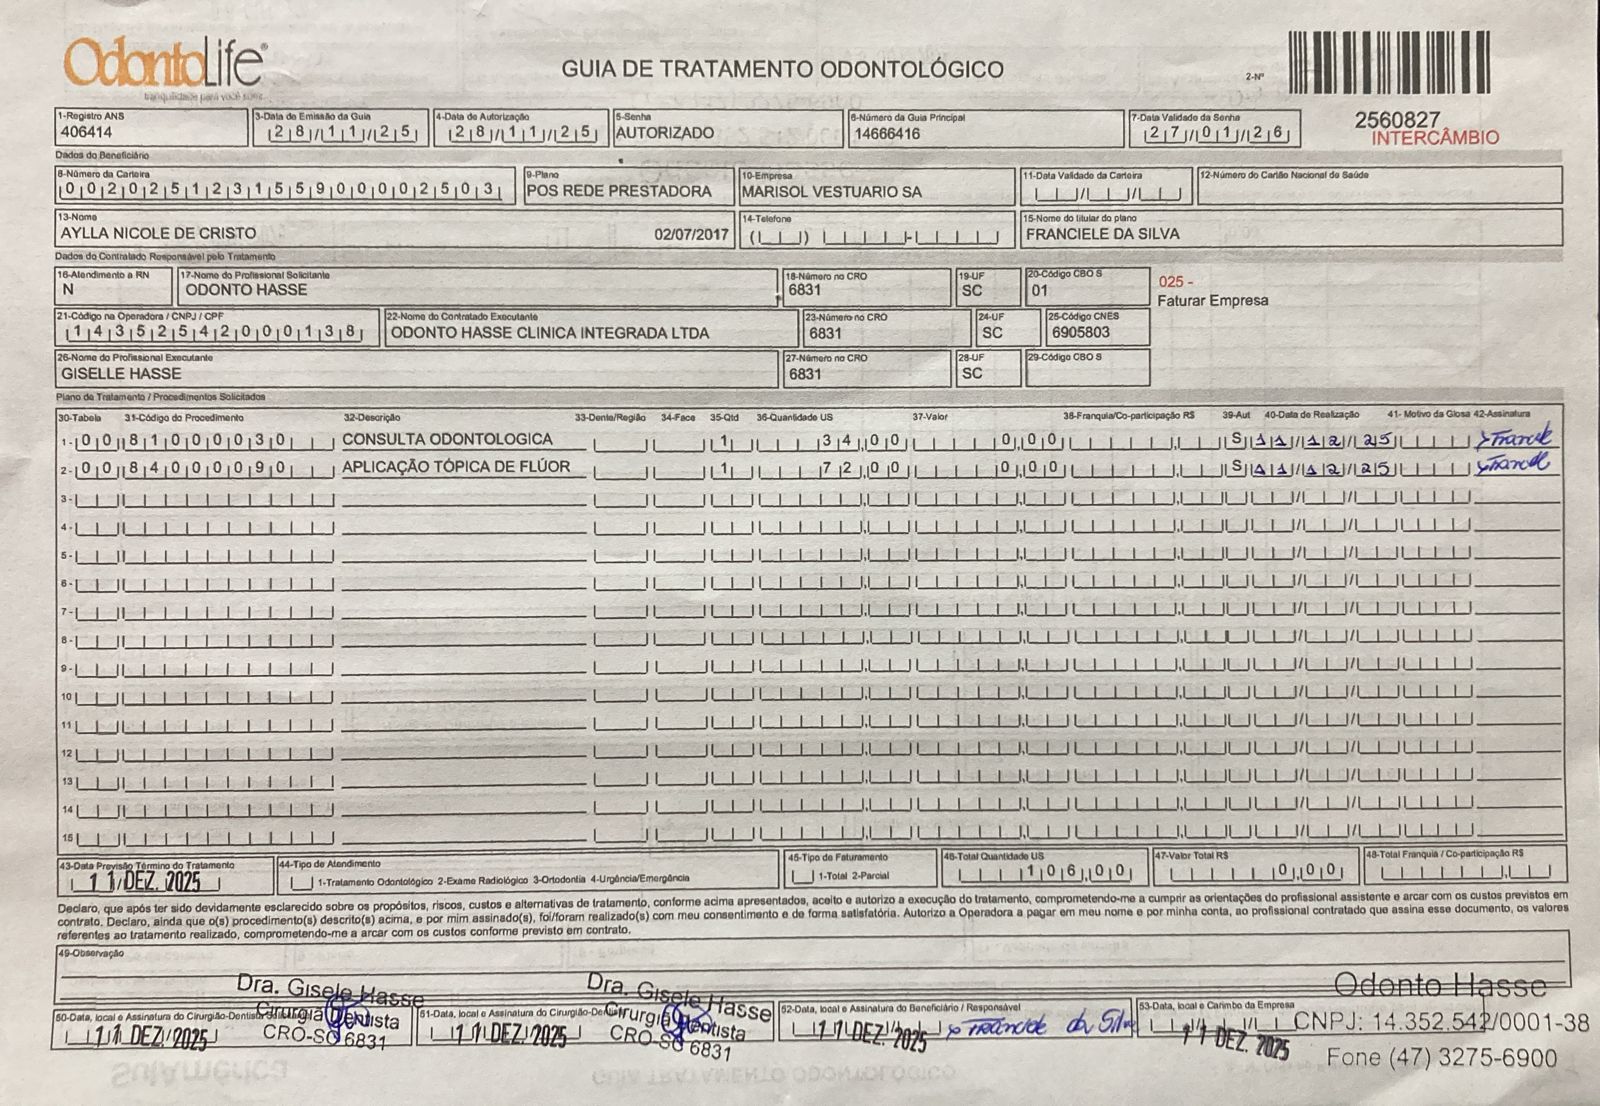 OdontoLife®
tranquilidade para você sorrir
GUIA DE TRATAMENTO ODONTOLÓGICO
2-Nº
2560827
INTERCÂMBIO
1-Registro ANS
406414
3-Data de Emissão da Guia
28/11/25
4-Data de Autorização
28/11/25
5-Senha
AUTORIZADO
6-Número da Guia Principal
14666416
7-Data Validade da Senha
27/01/26
Dados do Beneficiário
8-Número da Carteira
002025123155900002503
9-Plano
POS REDE PRESTADORA
10-Empresa
MARISOL VESTUARIO SA
11-Data Validade da Carteira
12-Número do Cartão Nacional de Saúde
13-Nome
AYLLA NICOLE DE CRISTO 02/07/2017
14-Telefone
15-Nome do titular do plano
FRANCIELE DA SILVA
Dados do Contratado Responsável pelo Tratamento
16-Atendimento a RN
N
17-Nome do Profissional Solicitante
ODONTO HASSE
18-Número no CRO
6831
19-UF
SC
20-Código CBO S
01
025 -
Faturar Empresa
21-Código na Operadora / CNPJ / CPF
14352542000138
22-Nome do Contratado Executante
ODONTO HASSE CLINICA INTEGRADA LTDA
23-Número no CRO
6831
24-UF
SC
25-Código CNES
6905803
26-Nome do Profissional Executante
GISELLE HASSE
27-Número no CRO
6831
28-UF
SC
29-Código CBO S
Plano de Tratamento / Procedimentos Solicitados
30-Tabela 31-Código do Procedimento 32-Descrição 33-Dente/Região 34-Face 35-Qtd 36-Quantidade US 37-Valor 38-Franquia/Co-participação R$ 39-Aut 40-Data de Realização 41- Motivo da Glosa 42-Assinatura
1- 00 81000030 CONSULTA ODONTOLOGICA 1 34,00 0,00 S 11/12/25
2- 00 84000090 APLICAÇÃO TÓPICA DE FLÚOR 1 72,00 0,00 S 11/12/25
3-
4-
5-
6-
7-
8-
9-
10
11
12
13
14
15
43-Data Previsão Término do Tratamento
11 DEZ. 2025
44-Tipo de Atendimento
1-Tratamento Odontológico 2-Exame Radiológico 3-Ortodontia 4-Urgência/Emergência
45-Tipo de Faturamento
1-Total 2-Parcial
46-Total Quantidade US
106,00
47-Valor Total R$
0,00
48-Total Franquia / Co-participação R$
Declaro, que após ter sido devidamente esclarecido sobre os propósitos, riscos, custos e alternativas de tratamento, conforme acima apresentados, aceito e autorizo a execução do tratamento, comprometendo-me a cumprir as orientações do profissional assistente e arcar com os custos previstos em
contrato. Declaro, ainda que o(s) procedimento(s) descrito(s) acima, e por mim assinado(s), foi/foram realizado(s) com meu consentimento e de forma satisfatória. Autorizo a Operadora a pagar em meu nome e por minha conta, ao profissional contratado que assina esse documento, os valores
referentes ao tratamento realizado, comprometendo-me a arcar com os custos conforme previsto em contrato.
49-Observação
50-Data, local e Assinatura do Cirurgião-Dentista
11 DEZ. 2025
Dra. Gisele Hasse
Cirurgiã Dentista
CRO-SC 6831
51-Data, local e Assinatura do Cirurgião-Dentista
11 DEZ. 2025
Dra. Gisele Hasse
Cirurgiã Dentista
CRO-SC 6831
52-Data, local e Assinatura do Beneficiário / Responsável
11 DEZ. 2025 Franciele da Silva
53-Data, local e Carimbo da Empresa
11 DEZ. 2025
Odonto Hasse
CNPJ: 14.352.542/0001-38
Fone (47) 3275-6900